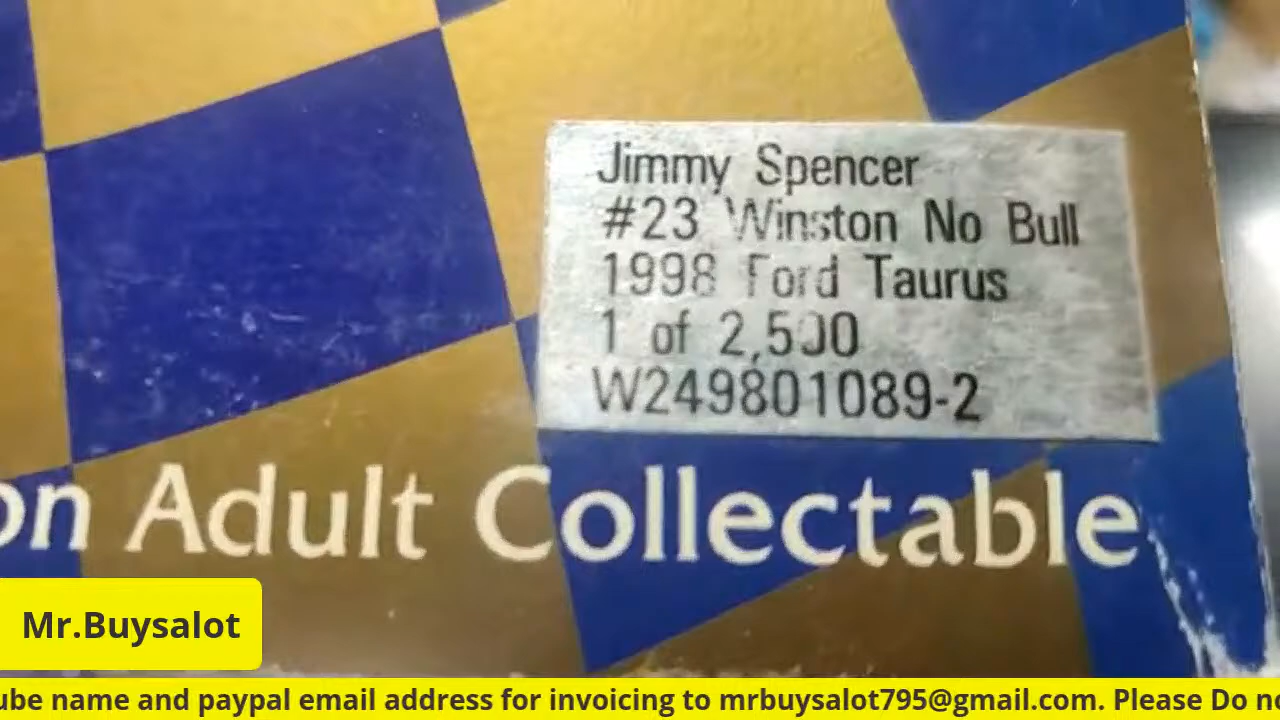 Jimmy Spencer
#23 Winston No Bull
1998 Ford Taurus
1 of 2,500
W249801089-2
on Adult Collectable
Mr.Buysalot
ube name and paypal email address for invoicing to mrbuysalot795@gmail.com. Please Do no